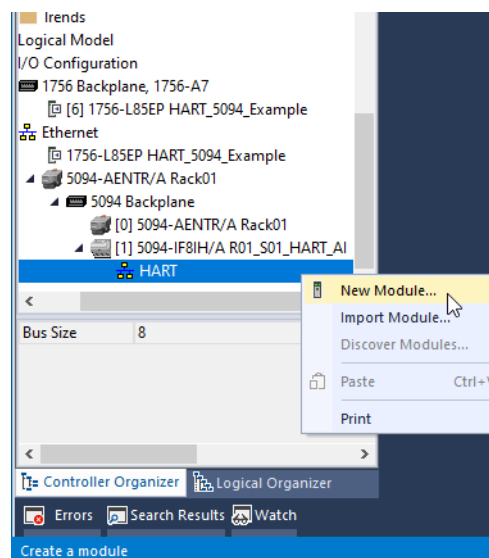 Trends
Logical Model
I/O Configuration
1756 Backplane, 1756-A7
[6] 1756-L85EP HART_5094_Example
Ethernet
1756-L85EP HART_5094_Example
5094-AENTR/A Rack01
5094 Backplane
[0] 5094-AENTR/A Rack01
[1] 5094-IF8IH/A R01_S01_HART_AI
HART
New Module...
Import Module...
Discover Modules...
Paste Ctrl+V
Print
Bus Size 8
Controller Organizer Logical Organizer
Errors Search Results Watch
Create a module